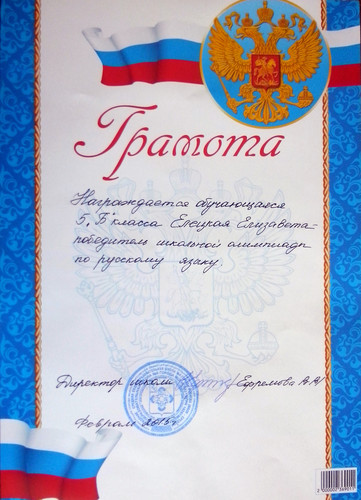 Грамота
Награждается обучающаяся
5 „Б" класса Елецкая Елизавета -
победитель школьной олимпиады
по русскому языку.
Директор школы Ефремова
Февраль 2013г